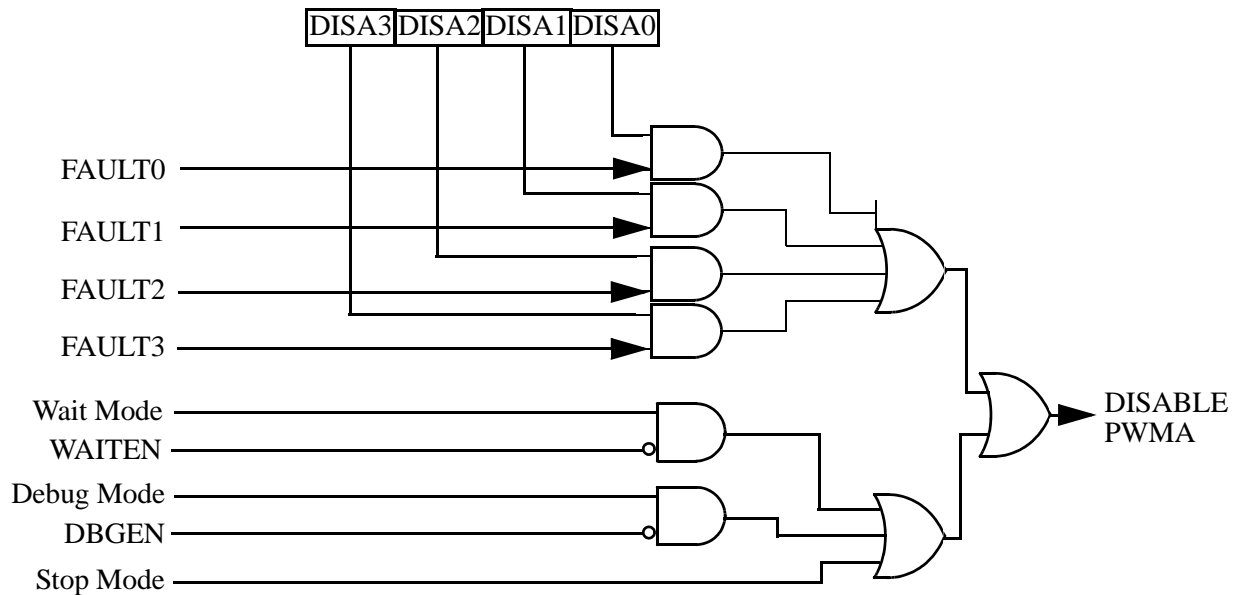 DISA3 DISA2 DISA1 DISA0
FAULT0
FAULT1
FAULT2
FAULT3
Wait Mode
WAITEN
Debug Mode
DBGEN
Stop Mode
DISABLE
PWMA